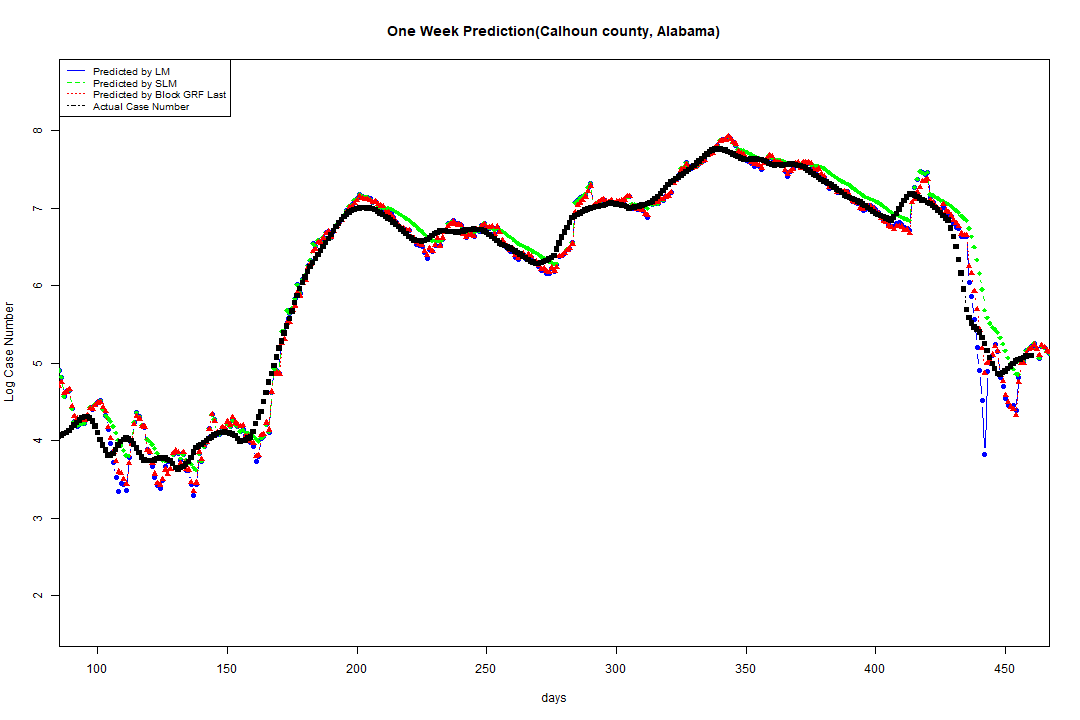 One Week Prediction(Calhoun county, Alabama)
Predicted by LM
Predicted by SLM
Predicted by Block GRF Last
Actual Case Number
8
7
6
5
4
3
2
Log Case Number
100 150 200 250 300 350 400 450
days